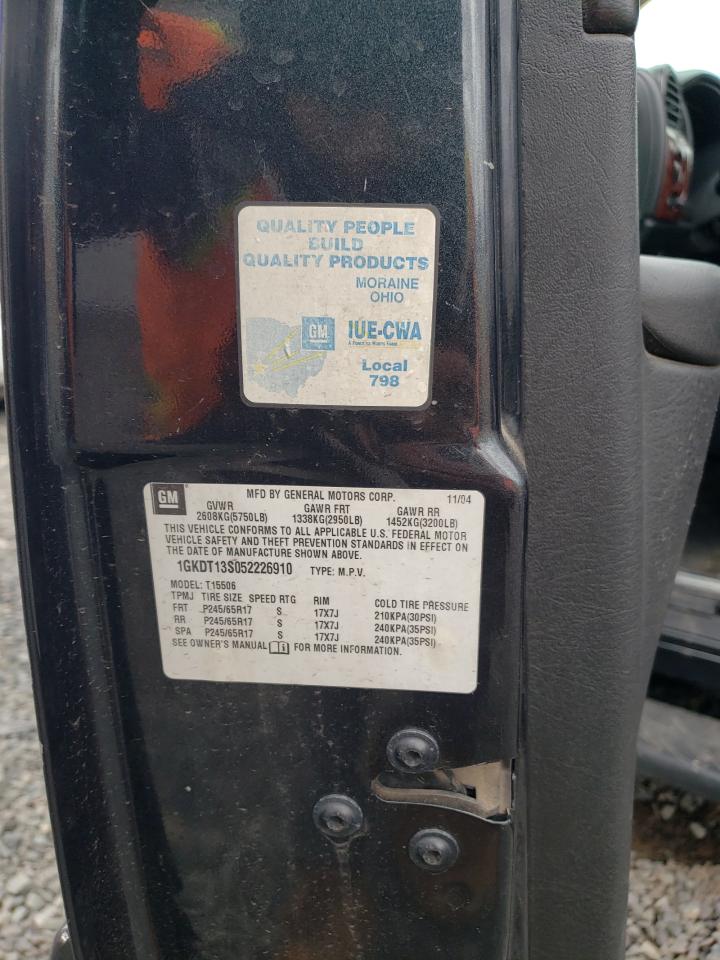 QUALITY PEOPLE
BUILD
QUALITY PRODUCTS
MORAINE
OHIO
GM
IUE-CWA
Local
798
GM MFD BY GENERAL MOTORS CORP. 11/04
GVWR GAWR FRT GAWR RR
2608KG(5750LB) 1338KG(2950LB) 1452KG(3200LB)
THIS VEHICLE CONFORMS TO ALL APPLICABLE U.S. FEDERAL MOTOR
VEHICLE SAFETY AND THEFT PREVENTION STANDARDS IN EFFECT ON
THE DATE OF MANUFACTURE SHOWN ABOVE.
1GKDT13S052226910 TYPE: M.P.V.
MODEL: T15506
TPMJ TIRE SIZE SPEED RTG RIM COLD TIRE PRESSURE
FRT P245/65R17 S 17X7J 210KPA(30PSI)
RR P245/65R17 S 17X7J 240KPA(35PSI)
SPA P245/65R17 S 17X7J 240KPA(35PSI)
SEE OWNER'S MANUAL FOR MORE INFORMATION.